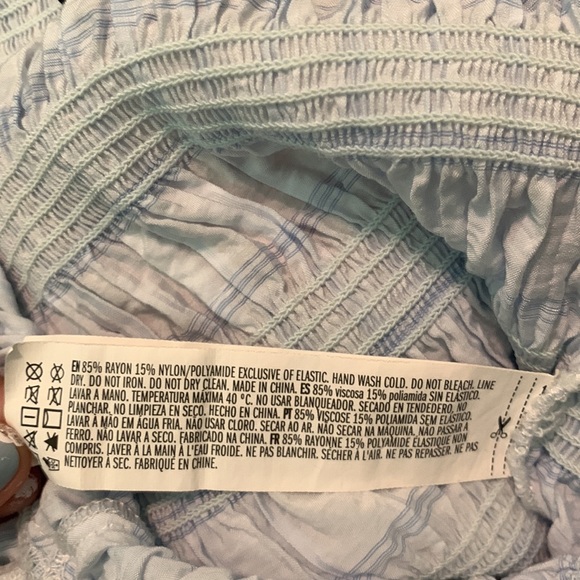 EN 85% RAYON 15% NYLON/POLYAMIDE EXCLUSIVE OF ELASTIC. HAND WASH COLD. DO NOT BLEACH. LINE
DRY. DO NOT IRON. DO NOT DRY CLEAN. MADE IN CHINA. ES 85% viscosa 15% poliamida SIN ELÁSTICO.
LAVAR A MANO. TEMPERATURA MÁXIMA 40 °C. NO USAR BLANQUEADOR. SECADO EN TENDEDERO, NO
PLANCHAR. NO LIMPIEZA EN SECO. HECHO EN CHINA. PT 85% VISCOSE 15% POLIAMIDA SEM ELÁSTICO.
LAVAR À MÃO EM AGUA FRIA. NÃO USAR CLORO. SECAR AO AR. NÃO SECAR NA MÁQUINA. NÃO PASSAR A
FERRO. NÃO LAVAR A SECO. FABRICADO NA CHINA. FR 85% RAYONNE 15% POLYAMIDE ÉLASTIQUE NON
COMPRIS. LAVER À LA MAIN À L'EAU FROIDE. NE PAS BLANCHIR. SÉCHER À L'AIR. NE PAS REPASSER. NE PAS
NETTOYER À SEC. FABRIQUÉ EN CHINE.